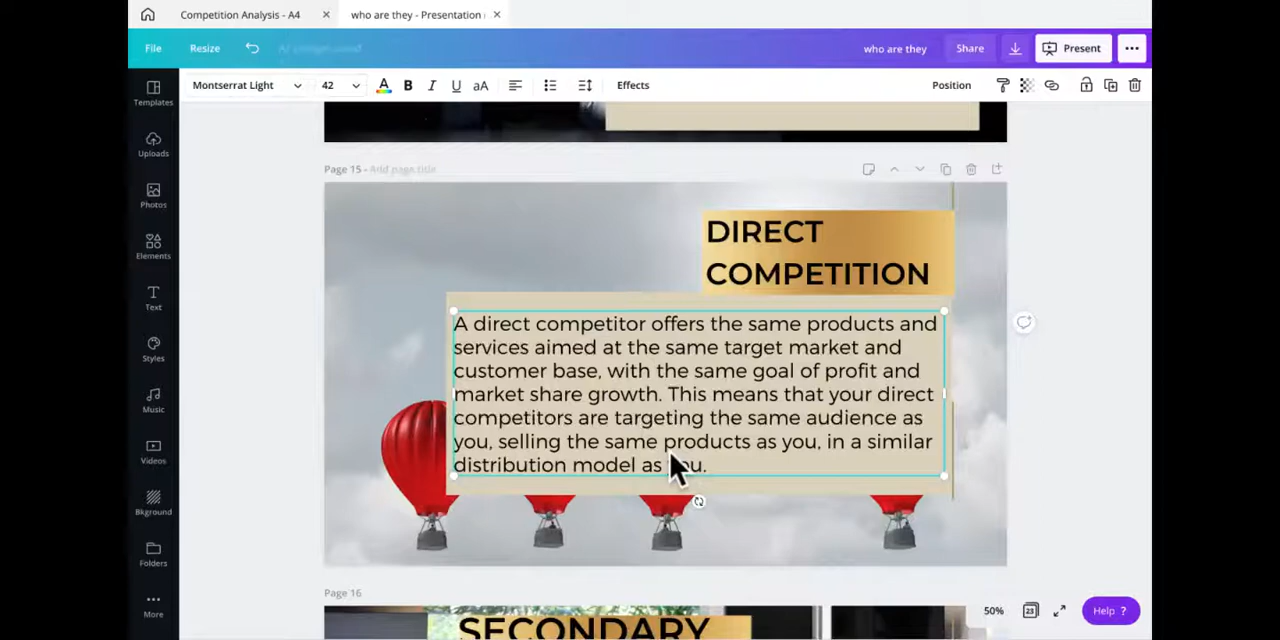 Competition Analysis - A4
who are they - Presentation
File
Resize
who are they
Share
Present
Montserrat Light
42
A
B
I
U
aA
Effects
Position
Templates
Uploads
Photos
Elements
Text
Styles
Music
Videos
Bkground
Folders
More
Page 15 - Add page title
DIRECT
COMPETITION
A direct competitor offers the same products and
services aimed at the same target market and
customer base, with the same goal of profit and
market share growth. This means that your direct
competitors are targeting the same audience as
you, selling the same products as you, in a similar
distribution model as you.
Page 16
SECONDARY
50%
23
Help ?